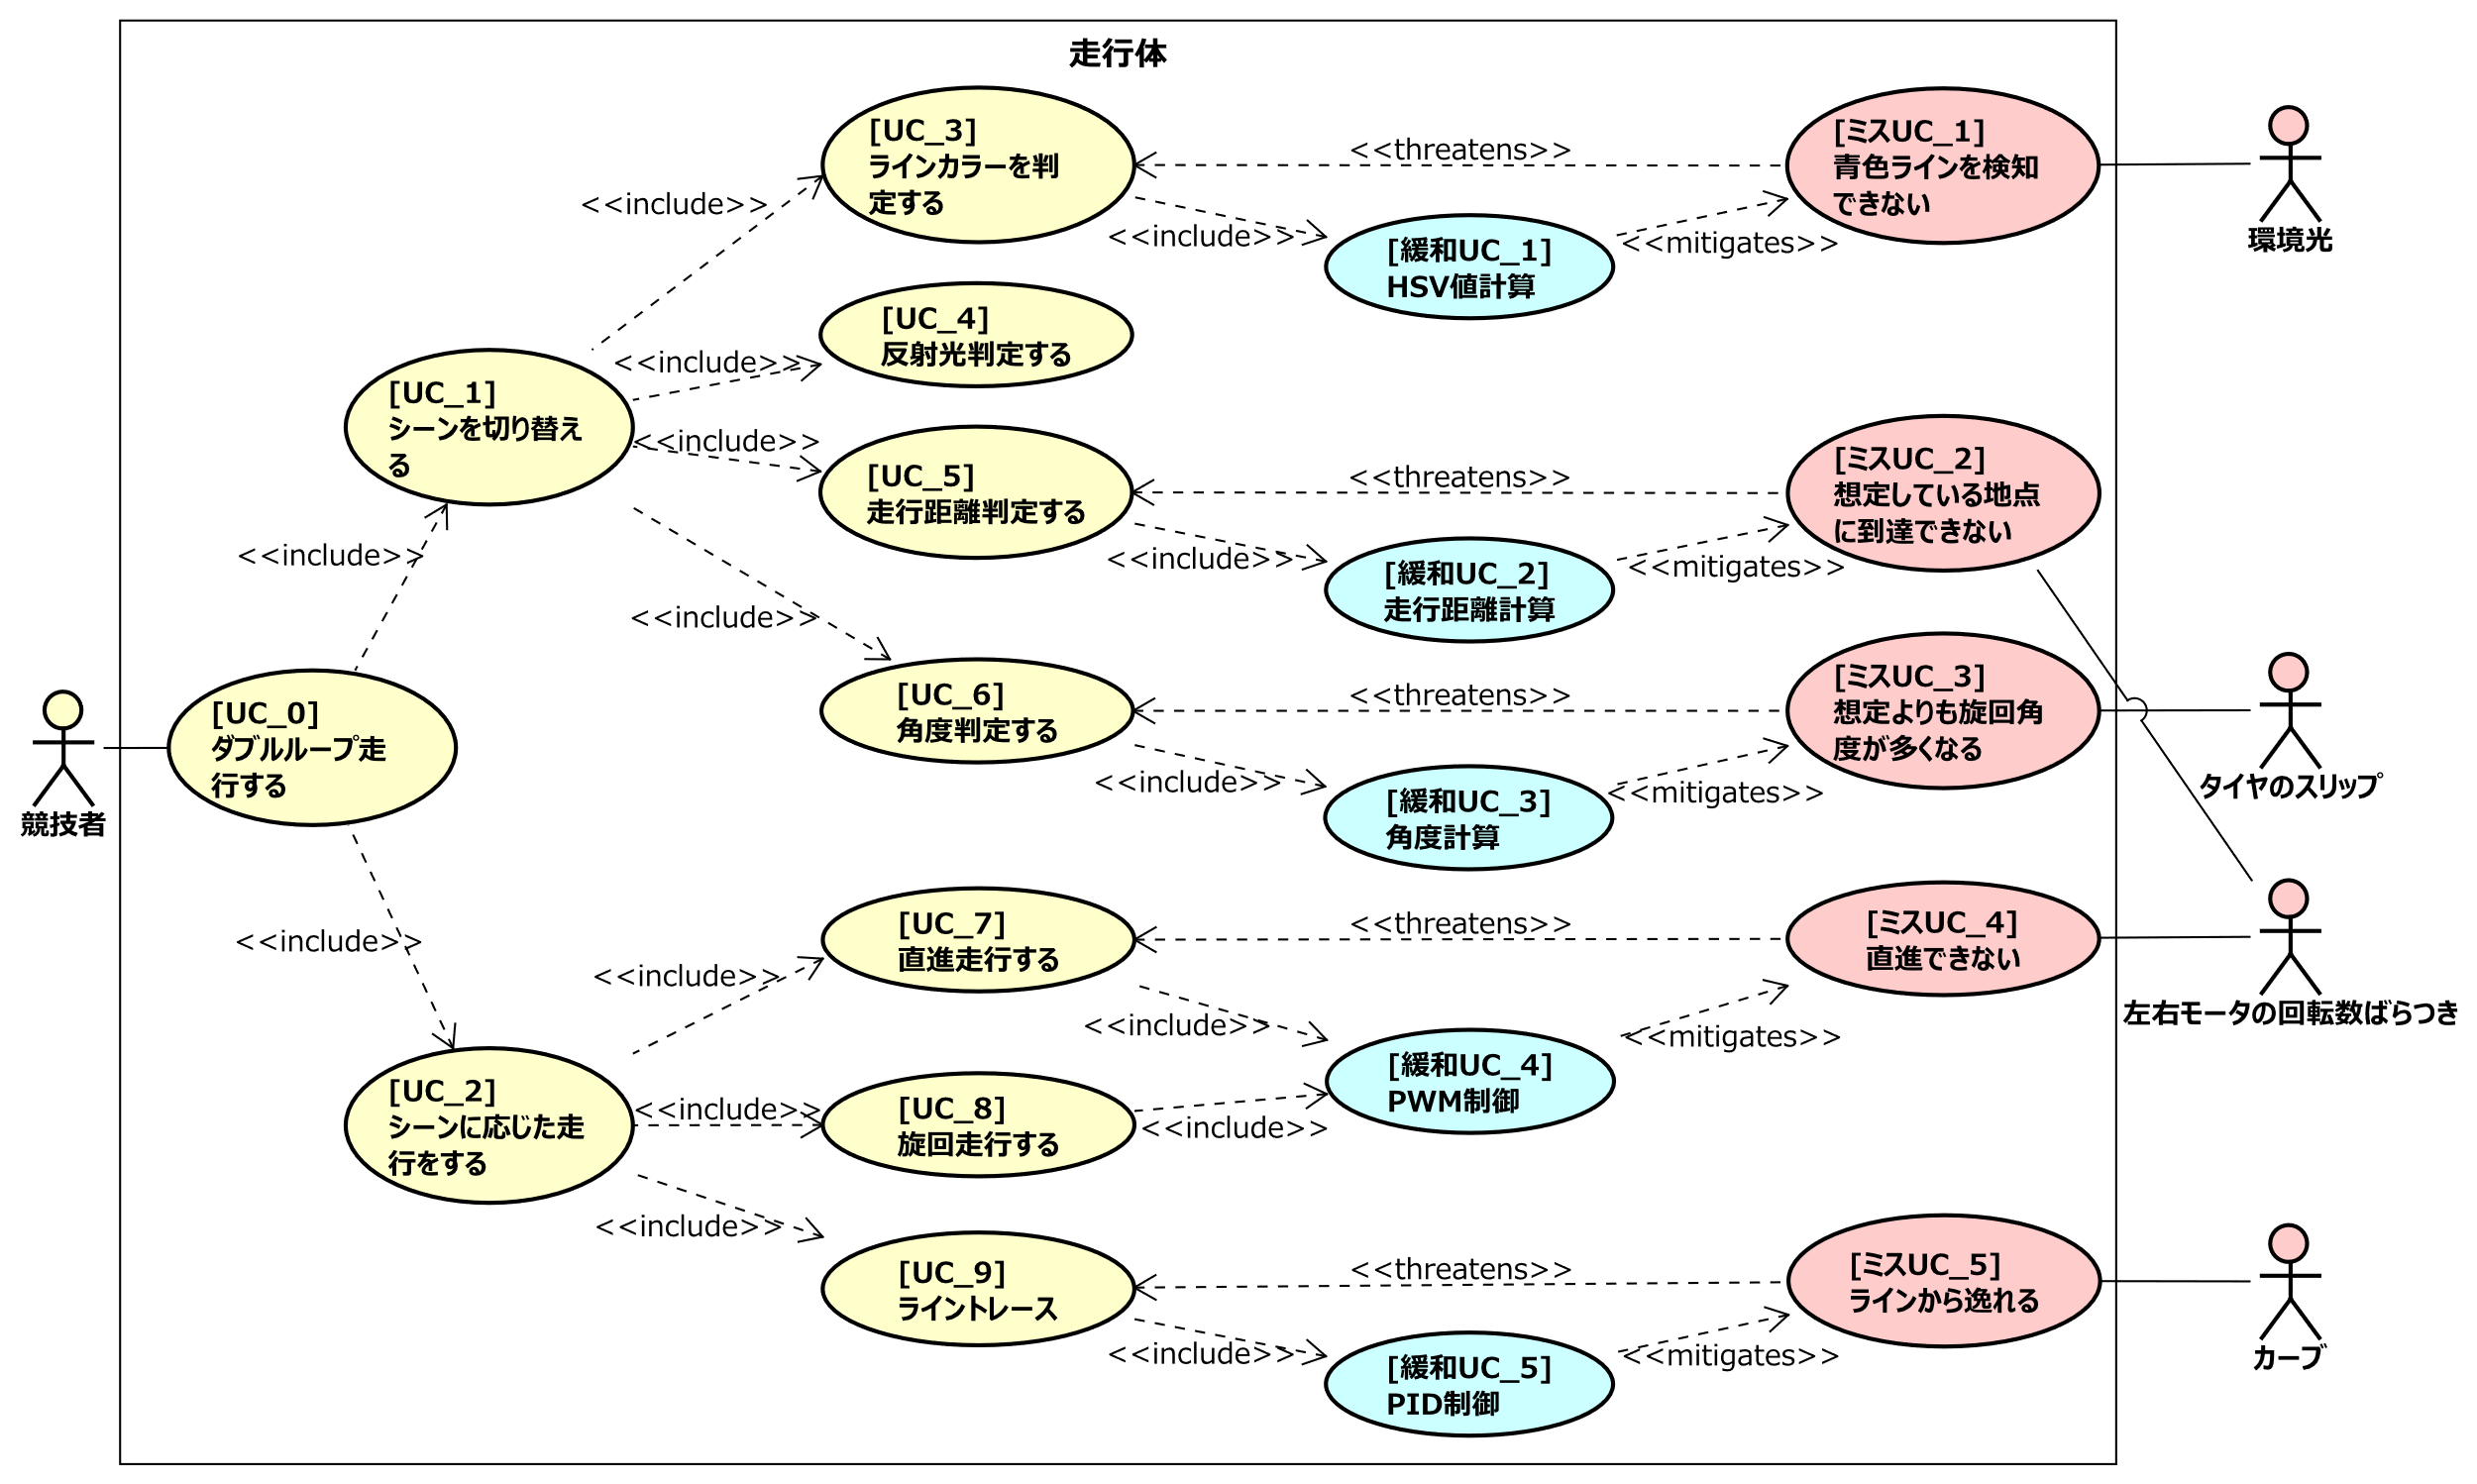 走行体
[UC_3]
ラインカラーを判
定する
<<threatens>>
[ミスUC_1]
青色ラインを検知
できない
環境光
<<include>>
<<include>>
[緩和UC_1]
HSV値計算
<<mitigates>>
[UC_4]
反射光判定する
<<include>>
[UC_1]
シーンを切り替え
る
<<include>>
[UC_5]
走行距離判定する
<<threatens>>
[ミスUC_2]
想定している地点
に到達できない
<<include>>
<<include>>
[緩和UC_2]
走行距離計算
<<mitigates>>
<<include>>
[UC_6]
角度判定する
<<threatens>>
[ミスUC_3]
想定よりも旋回角
度が多くなる
タイヤのスリップ
[UC_0]
ダブルループ走
行する
競技者
<<include>>
[緩和UC_3]
角度計算
<<mitigates>>
<<include>>
<<include>>
[UC_7]
直進走行する
<<threatens>>
[ミスUC_4]
直進できない
左右モータの回転数ばらつき
<<include>>
[緩和UC_4]
PWM制御
<<mitigates>>
[UC_2]
シーンに応じた走
行をする
<<include>>
[UC_8]
旋回走行する
<<include>>
<<include>>
[UC_9]
ライントレース
<<threatens>>
[ミスUC_5]
ラインから逸れる
カーブ
<<include>>
[緩和UC_5]
PID制御
<<mitigates>>